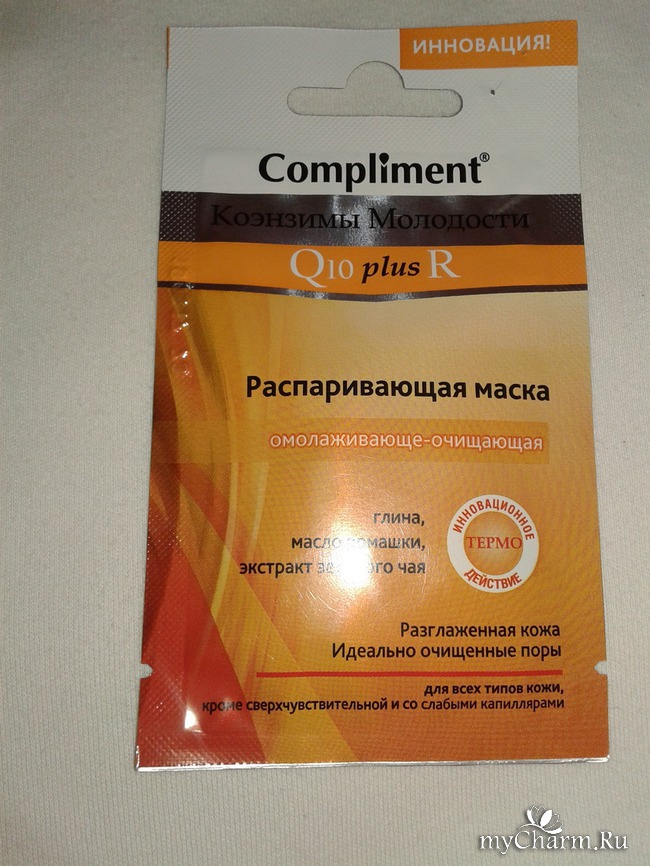 ИННОВАЦИЯ!
Compliment®
Коэнзимы Молодости
Q10 plus R
Распаривающая маска
омолаживающе-очищающая
глина,
масло ромашки,
экстракт зелёного чая
ИННОВАЦИОННОЕ
ТЕРМО
ДЕЙСТВИЕ
Разглаженная кожа
Идеально очищенные поры
для всех типов кожи,
кроме сверхчувствительной и со слабыми капиллярами
myCharm.Ru